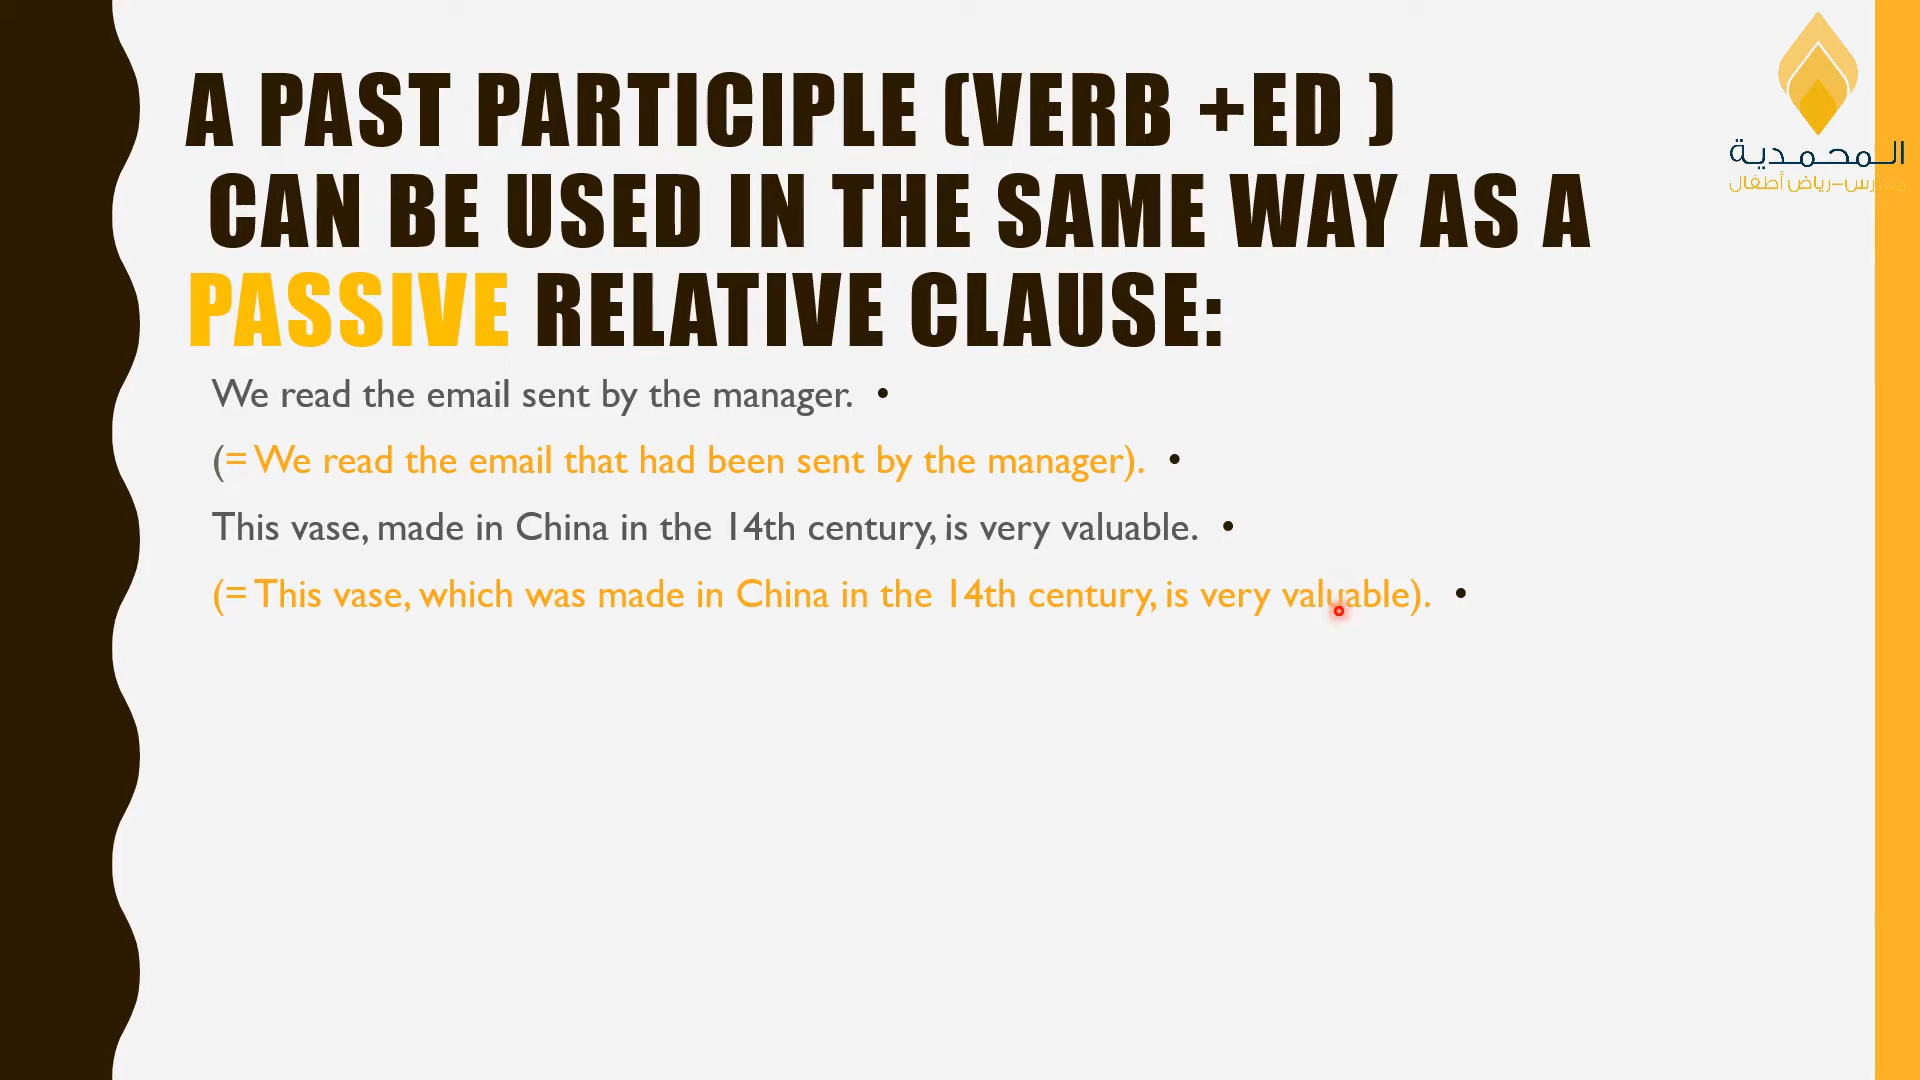 A PAST PARTICIPLE (VERB +ED )
CAN BE USED IN THE SAME WAY AS A
PASSIVE RELATIVE CLAUSE:
We read the email sent by the manager. •
(= We read the email that had been sent by the manager). •
This vase, made in China in the 14th century, is very valuable. •
(= This vase, which was made in China in the 14th century, is very valuable). •
المحمدية
رياض أطفال